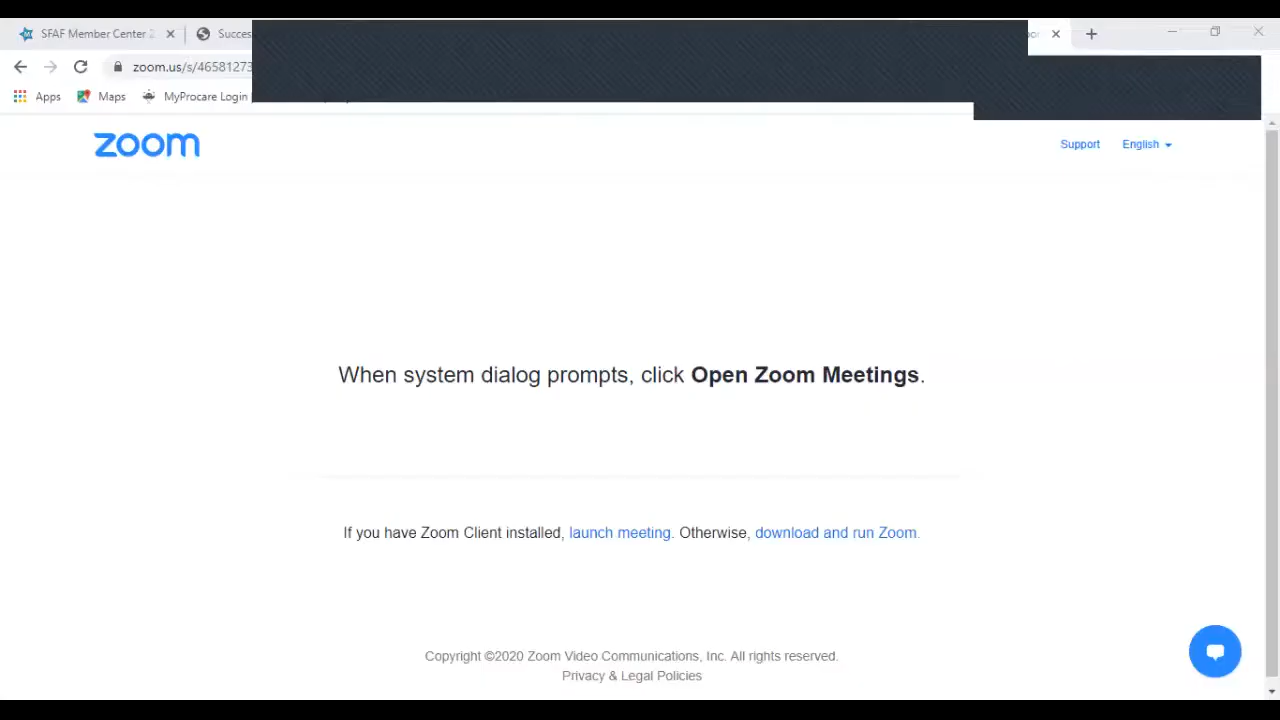 SFAF Member Center
Succes
zoom.us/s/46581273
Apps
Maps
MyProcare Login
zoom
Support
English
When system dialog prompts, click Open Zoom Meetings.
If you have Zoom Client installed, launch meeting. Otherwise, download and run Zoom.
Copyright ©2020 Zoom Video Communications, Inc. All rights reserved.
Privacy & Legal Policies